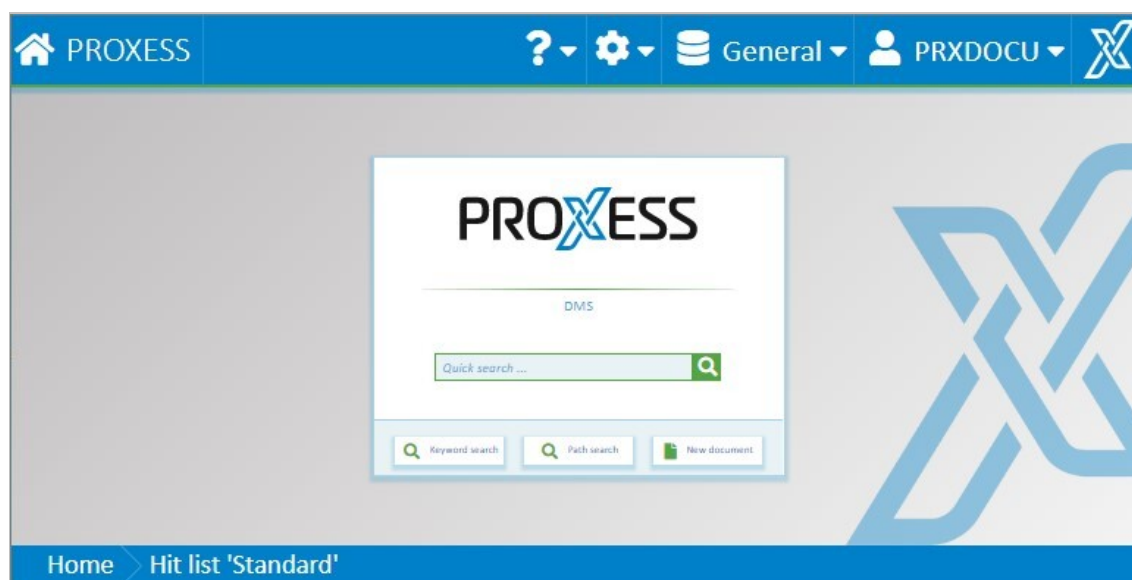 PROXESS ? General PRXDOCU
PROXESS
DMS
Quick search ...
Keyword search Path search New document
Home Hit list 'Standard'